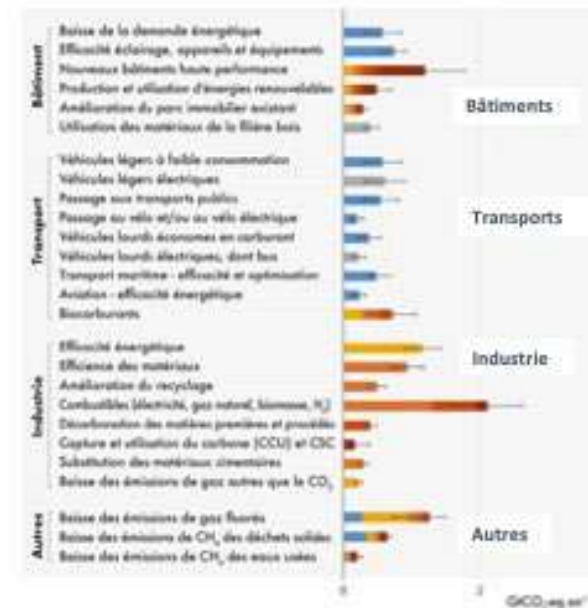 Bâtiment
Baisse de la demande énergétique
Efficacité éclairage, appareils et équipements
Nouveaux bâtiments haute performance
Production et utilisation d'énergies renouvelables
Amélioration du parc immobilier existant
Utilisation des matériaux de la filière bois
Bâtiments
Transport
Véhicules légers à faible consommation
Véhicules légers électriques
Passage aux transports publics
Passage au vélo et/ou au vélo électrique
Véhicules lourds économes en carburant
Véhicules lourds électriques, dont bus
Transport maritime - efficacité et optimisation
Aviation - efficacité énergétique
Biocarburants
Transports
Industrie
Efficacité énergétique
Efficience des matériaux
Amélioration du recyclage
Combustibles (électricité, gaz naturel, biomasse, H₂)
Décarbonation des matières premières et procédés
Capture et utilisation du carbone (CCU) et CSC
Substitution des matériaux cimentaires
Baisse des émissions de gaz autres que le CO₂
Industrie
Autres
Baisse des émissions de gaz fluorés
Baisse des émissions de CH₄ des déchets solides
Baisse des émissions de CH₄ des eaux usées
Autres
0 2
GtCO₂-eq.an⁻¹